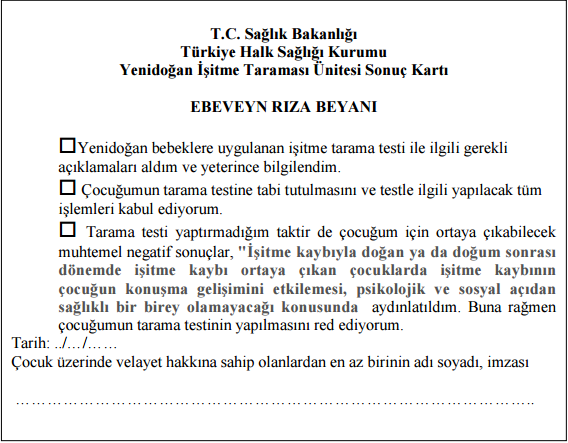 T.C. Sağlık Bakanlığı
Türkiye Halk Sağlığı Kurumu
Yenidoğan İşitme Taraması Ünitesi Sonuç Kartı
EBEVEYN RIZA BEYANI
☐Yenidoğan bebeklere uygulanan işitme tarama testi ile ilgili gerekli
açıklamaları aldım ve yeterince bilgilendim.
☐ Çocuğumun tarama testine tabi tutulmasını ve testle ilgili yapılacak tüm
işlemleri kabul ediyorum.
☐ Tarama testi yaptırmadığım taktir de çocuğum için ortaya çıkabilecek
muhtemel negatif sonuçlar, "İşitme kaybıyla doğan ya da doğum sonrası
dönemde işitme kaybı ortaya çıkan çocuklarda işitme kaybının
çocuğun konuşma gelişimini etkilemesi, psikolojik ve sosyal açıdan
sağlıklı bir birey olamayacağı konusunda aydınlatıldım. Buna rağmen
çocuğumun tarama testinin yapılmasını red ediyorum.
Tarih: ../…/……
Çocuk üzerinde velayet hakkına sahip olanlardan en az birinin adı soyadı, imzası
……………………………………………………………………………………..